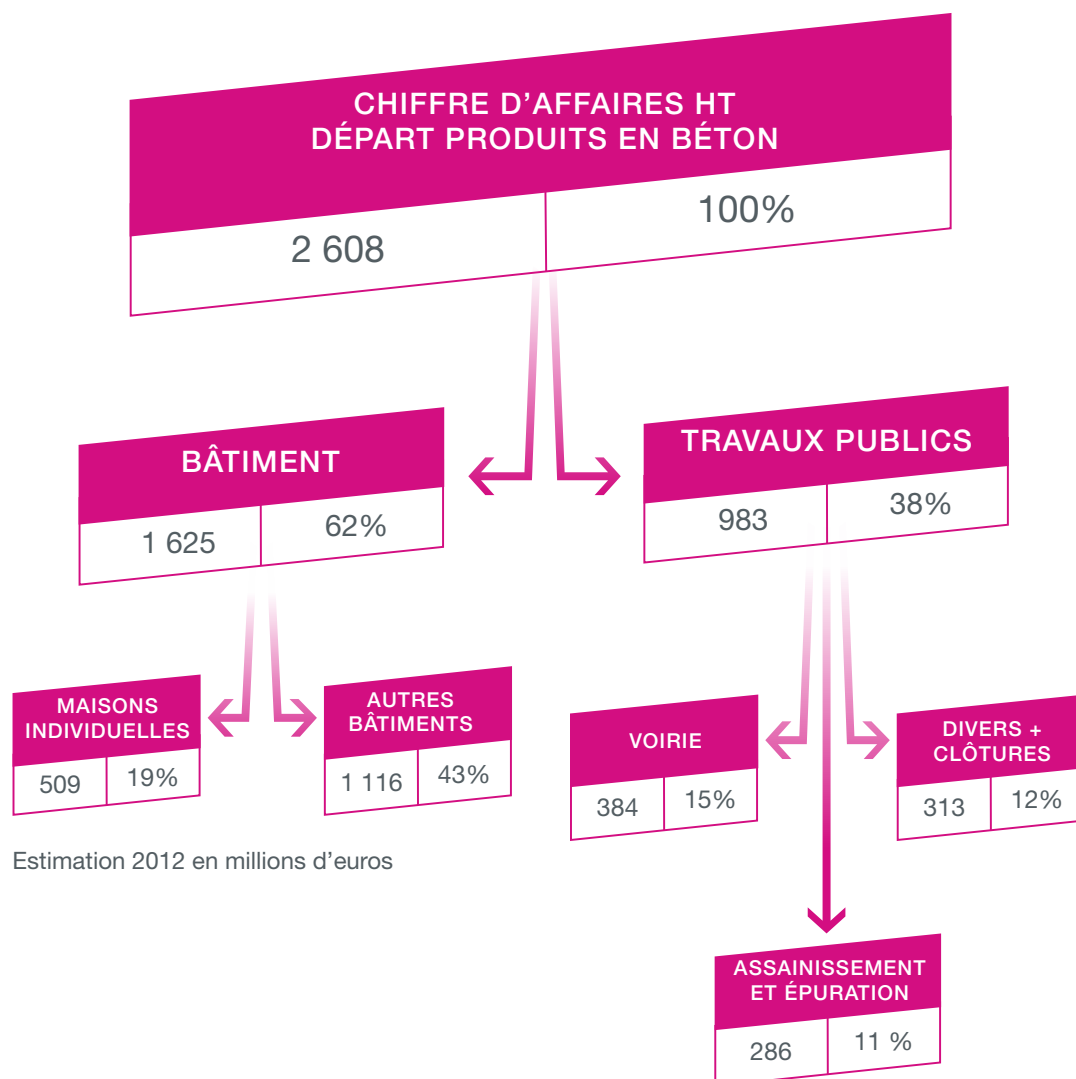 CHIFFRE D'AFFAIRES HT
DÉPART PRODUITS EN BÉTON
2 608
100%
BÂTIMENT
1 625
62%
TRAVAUX PUBLICS
983
38%
MAISONS
INDIVIDUELLES
509
19%
AUTRES
BÂTIMENTS
1 116
43%
VOIRIE
384
15%
DIVERS +
CLÔTURES
313
12%
Estimation 2012 en millions d'euros
ASSAINISSEMENT
ET ÉPURATION
286
11 %